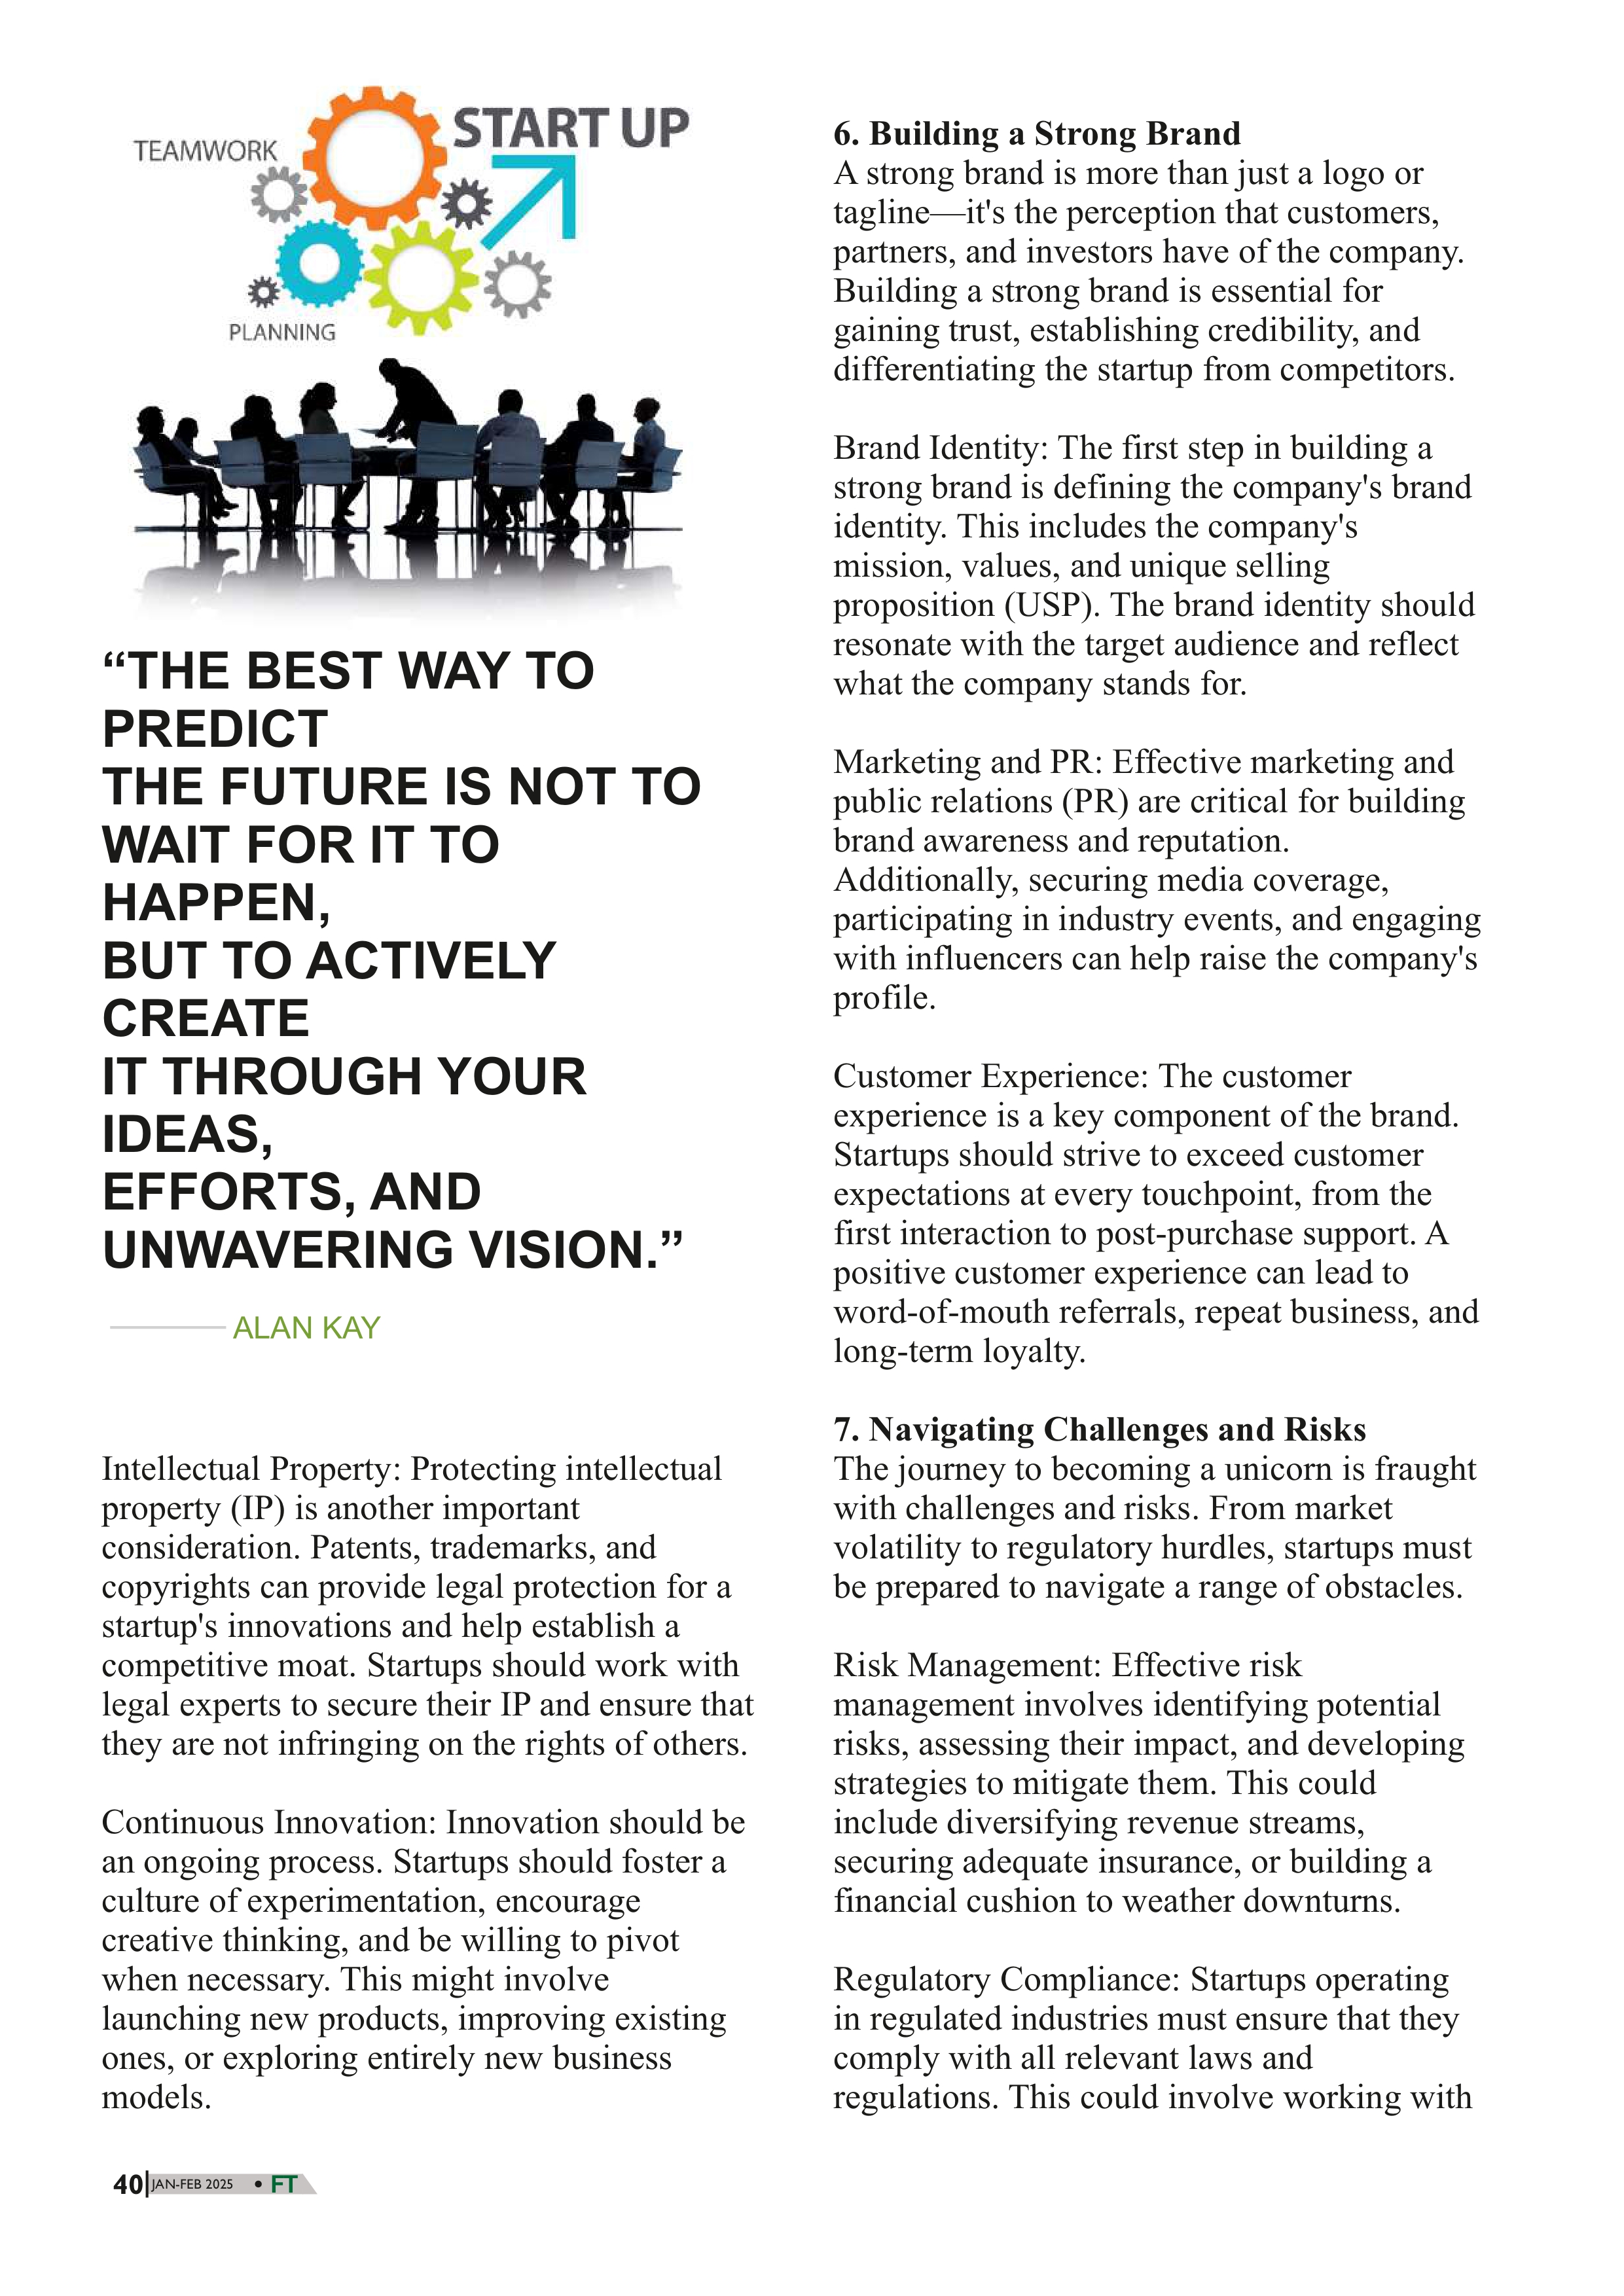 TEAMWORK
START UP
PLANNING
“THE BEST WAY TO
PREDICT
THE FUTURE IS NOT TO
WAIT FOR IT TO
HAPPEN,
BUT TO ACTIVELY
CREATE
IT THROUGH YOUR
IDEAS,
EFFORTS, AND
UNWAVERING VISION.”
ALAN KAY
Intellectual Property: Protecting intellectual
property (IP) is another important
consideration. Patents, trademarks, and
copyrights can provide legal protection for a
startup's innovations and help establish a
competitive moat. Startups should work with
legal experts to secure their IP and ensure that
they are not infringing on the rights of others.
Continuous Innovation: Innovation should be
an ongoing process. Startups should foster a
culture of experimentation, encourage
creative thinking, and be willing to pivot
when necessary. This might involve
launching new products, improving existing
ones, or exploring entirely new business
models.
6. Building a Strong Brand
A strong brand is more than just a logo or
tagline—it's the perception that customers,
partners, and investors have of the company.
Building a strong brand is essential for
gaining trust, establishing credibility, and
differentiating the startup from competitors.
Brand Identity: The first step in building a
strong brand is defining the company's brand
identity. This includes the company's
mission, values, and unique selling
proposition (USP). The brand identity should
resonate with the target audience and reflect
what the company stands for.
Marketing and PR: Effective marketing and
public relations (PR) are critical for building
brand awareness and reputation.
Additionally, securing media coverage,
participating in industry events, and engaging
with influencers can help raise the company's
profile.
Customer Experience: The customer
experience is a key component of the brand.
Startups should strive to exceed customer
expectations at every touchpoint, from the
first interaction to post-purchase support. A
positive customer experience can lead to
word-of-mouth referrals, repeat business, and
long-term loyalty.
7. Navigating Challenges and Risks
The journey to becoming a unicorn is fraught
with challenges and risks. From market
volatility to regulatory hurdles, startups must
be prepared to navigate a range of obstacles.
Risk Management: Effective risk
management involves identifying potential
risks, assessing their impact, and developing
strategies to mitigate them. This could
include diversifying revenue streams,
securing adequate insurance, or building a
financial cushion to weather downturns.
Regulatory Compliance: Startups operating
in regulated industries must ensure that they
comply with all relevant laws and
regulations. This could involve working with
40 JAN-FEB 2025 • FT